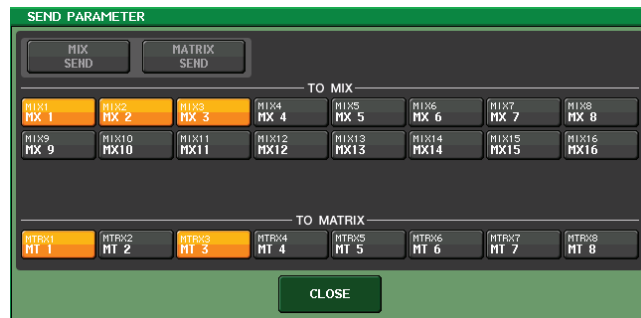 SEND PARAMETER
MIX SEND
MATRIX SEND
TO MIX
MIX1 MIX2 MIX3 MIX4 MIX5 MIX6 MIX7 MIX8
MX 1 MX 2 MX 3 MX 4 MX 5 MX 6 MX 7 MX 8
MIX9 MIX10 MIX11 MIX12 MIX13 MIX14 MIX15 MIX16
MX 9 MX10 MX11 MX12 MX13 MX14 MX15 MX16
TO MATRIX
MTRX1 MTRX2 MTRX3 MTRX4 MTRX5 MTRX6 MTRX7 MTRX8
MT 1 MT 2 MT 3 MT 4 MT 5 MT 6 MT 7 MT 8
CLOSE